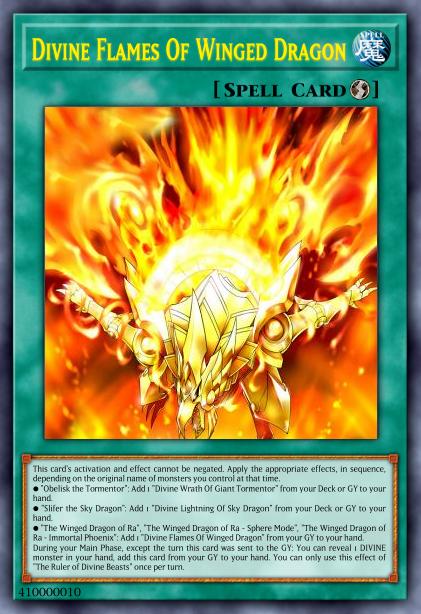 Divine Flames Of Winged Dragon
SPELL
魔
[Spell Card]
This card's activation and effect cannot be negated. Apply the appropriate effects, in sequence,
depending on the original name of monsters you control at that time.
● "Obelisk the Tormentor": Add 1 "Divine Wrath Of Giant Tormentor" from your Deck or GY to your
hand.
● "Slifer the Sky Dragon": Add 1 "Divine Lightning Of Sky Dragon" from your Deck or GY to your
hand.
● "The Winged Dragon of Ra", "The Winged Dragon of Ra - Sphere Mode", "The Winged Dragon of
Ra - Immortal Phoenix": Add 1 "Divine Flames Of Winged Dragon" from your GY to your hand.
During your Main Phase, except the turn this card was sent to the GY: You can reveal 1 DIVINE
monster in your hand, add this card from your GY to your hand. You can only use this effect of
"The Ruler of Divine Beasts" once per turn.
410000010